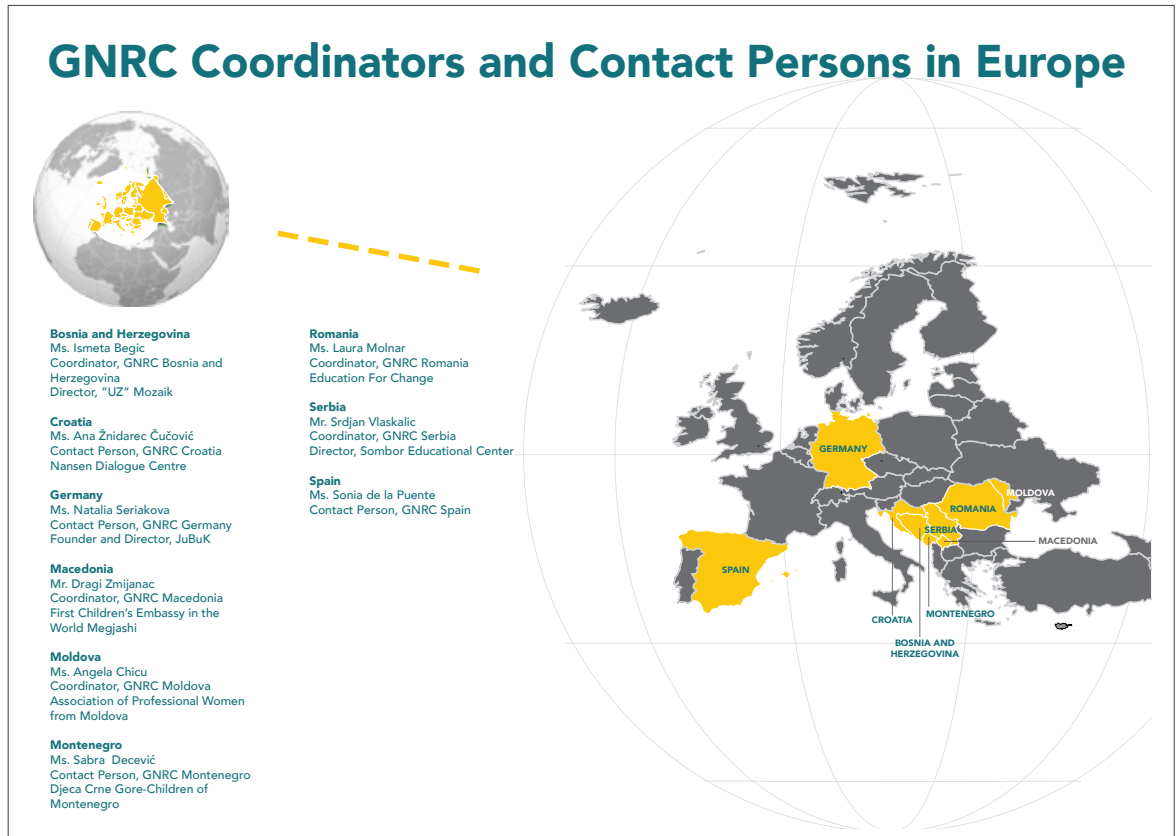 GNRC Coordinators and Contact Persons in Europe
Bosnia and Herzegovina
Ms. Ismeta Begic
Coordinator, GNRC Bosnia and
Herzegovina
Director, “UZ” Mozaik
Croatia
Ms. Ana Žnidarec Čučović
Contact Person, GNRC Croatia
Nansen Dialogue Centre
Germany
Ms. Natalia Seriakova
Contact Person, GNRC Germany
Founder and Director, JuBuK
Macedonia
Mr. Dragi Zmijanac
Coordinator, GNRC Macedonia
First Children’s Embassy in the
World Megjashi
Moldova
Ms. Angela Chicu
Coordinator, GNRC Moldova
Association of Professional Women
from Moldova
Montenegro
Ms. Sabra Decević
Contact Person, GNRC Montenegro
Djeca Crne Gore-Children of
Montenegro
Romania
Ms. Laura Molnar
Coordinator, GNRC Romania
Education For Change
Serbia
Mr. Srdjan Vlaskalic
Coordinator, GNRC Serbia
Director, Sombor Educational Center
Spain
Ms. Sonia de la Puente
Contact Person, GNRC Spain
GERMANY
MOLDOVA
ROMANIA
SERBIA
MACEDONIA
SPAIN
MONTENEGRO
CROATIA
BOSNIA AND
HERZEGOVINA